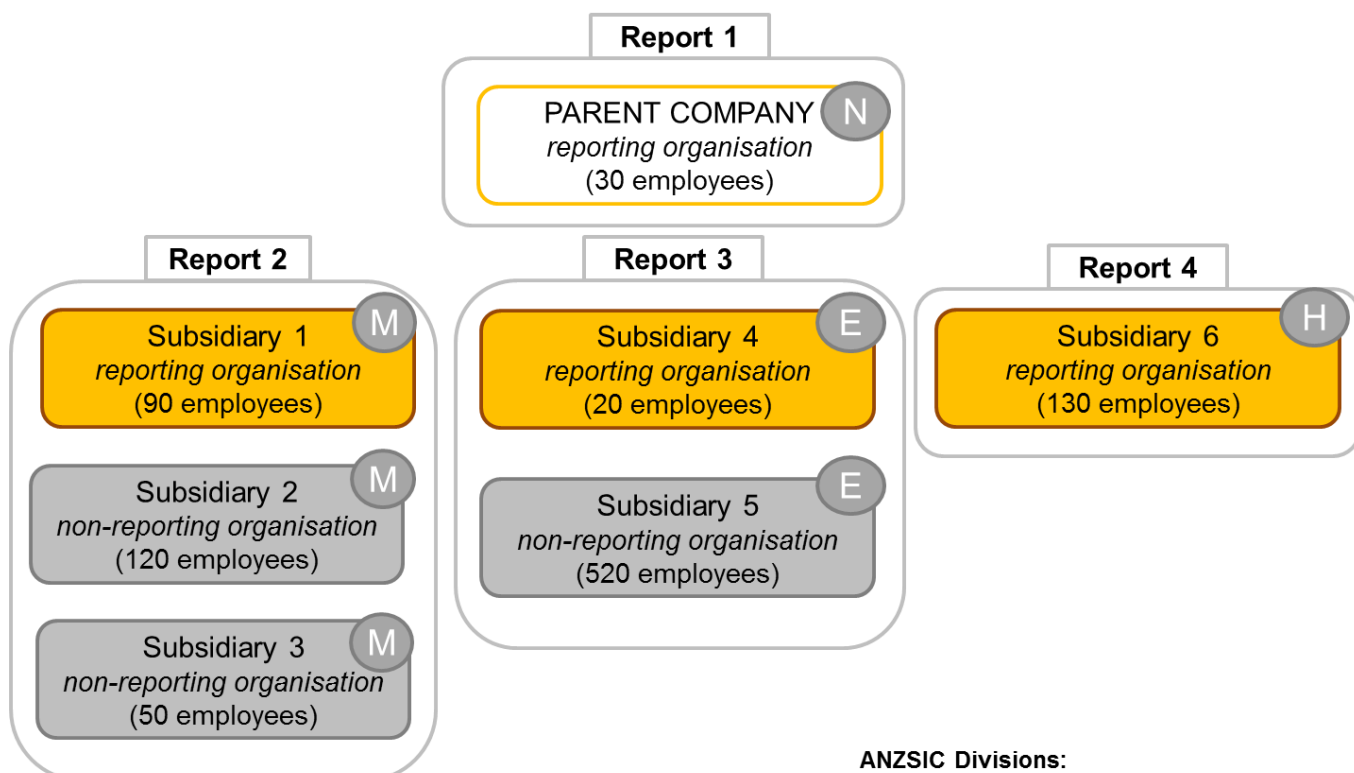 Report 1
PARENT COMPANY
N
reporting organisation
(30 employees)
Report 2
Subsidiary 1
M
reporting organisation
(90 employees)
Subsidiary 2
M
non-reporting organisation
(120 employees)
Subsidiary 3
M
non-reporting organisation
(50 employees)
Report 3
Subsidiary 4
E
reporting organisation
(20 employees)
Subsidiary 5
E
non-reporting organisation
(520 employees)
Report 4
Subsidiary 6
H
reporting organisation
(130 employees)
ANZSIC Divisions: